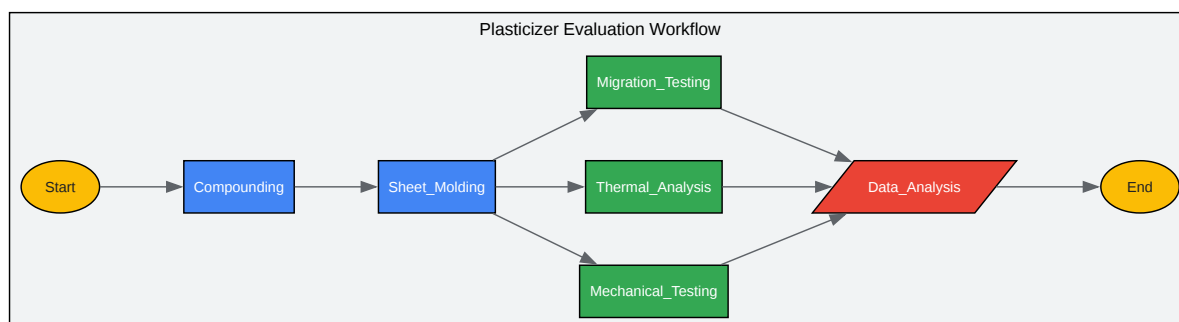 Plasticizer Evaluation Workflow
Migration_Testing
Start
Compounding
Sheet_Molding
Thermal_Analysis
Data_Analysis
End
Mechanical_Testing